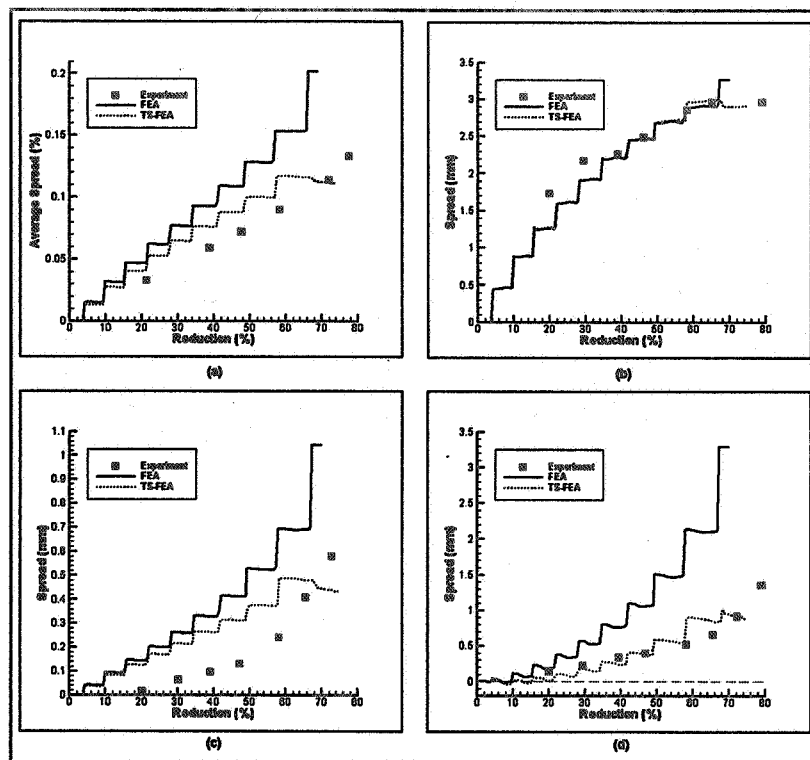 0.2
0.15
0.1
0.05
0
Average Spread (%)
Experiment
FEA
TS-FEA
0 10 20 30 40 50 60 70 80
Reduction (%)
(a)
3.5
3
2.5
2
1.5
1
0.5
0
Spread (mm)
Experiment
FEA
TS-FEA
0 10 20 30 40 50 60 70 80
Reduction (%)
(b)
1.1
1
0.9
0.8
0.7
0.6
0.5
0.4
0.3
0.2
0.1
0
Spread (mm)
Experiment
FEA
TS-FEA
0 10 20 30 40 50 60 70 80
Reduction (%)
(c)
3.5
3
2.5
2
1.5
1
0.5
0
Spread (mm)
Experiment
FEA
TS-FEA
0 10 20 30 40 50 60 70 80
Reduction (%)
(d)